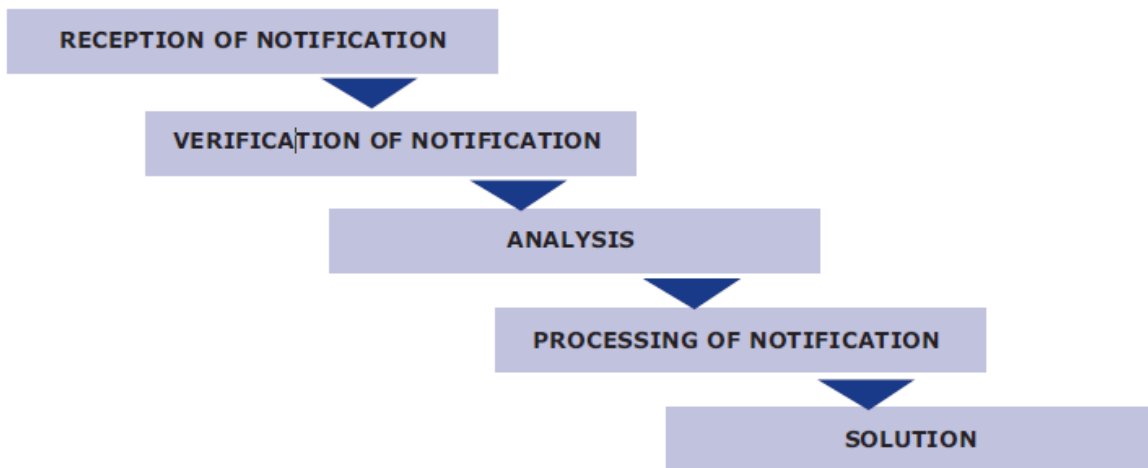 RECEPTION OF NOTIFICATION
VERIFICATION OF NOTIFICATION
ANALYSIS
PROCESSING OF NOTIFICATION
SOLUTION